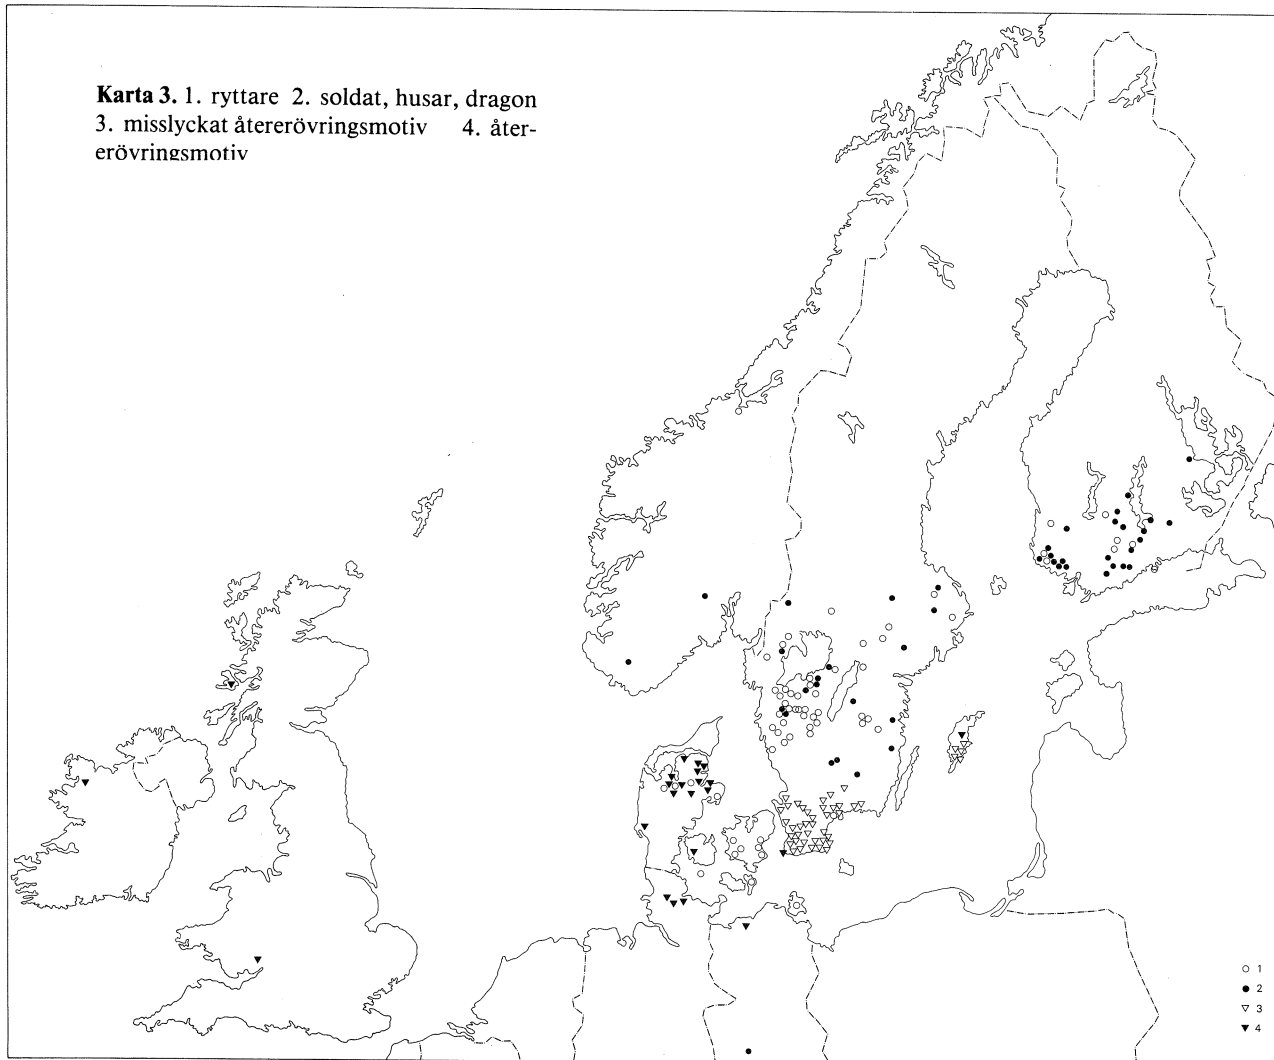 Karta 3. 1. ryttare 2. soldat, husar, dragon
3. misslyckat återerövringsmotiv 4. åter-
erövringsmotiv
1
2
3
4